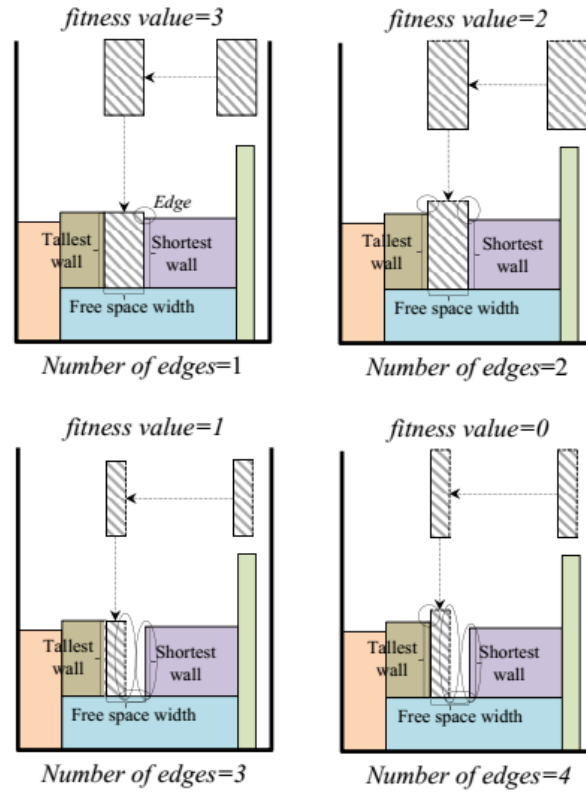 fitness value=3
Edge
Tallest
wall
Shortest
wall
Free space width
Number of edges=1
fitness value=2
Tallest
wall
Shortest
wall
Free space width
Number of edges=2
fitness value=1
Tallest
wall
Shortest
wall
Free space width
Number of edges=3
fitness value=0
Tallest
wall
Shortest
wall
Free space width
Number of edges=4